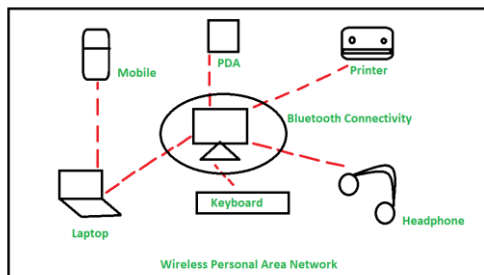 PDA
Mobile
Printer
Bluetooth Connectivity
Keyboard
Laptop
Headphone
Wireless Personal Area Network